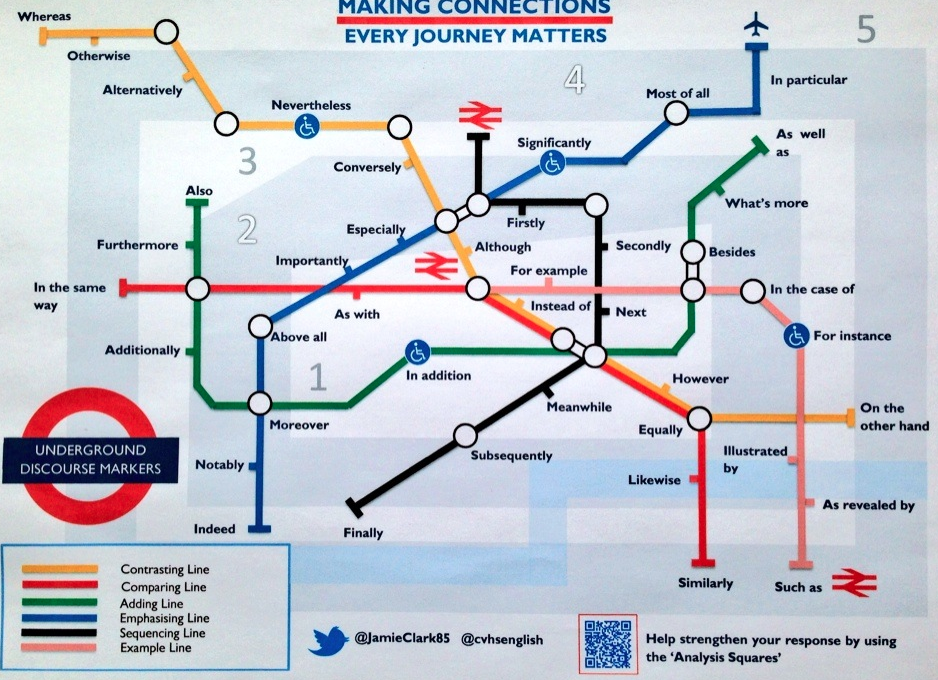 MAKING CONNECTIONS
EVERY JOURNEY MATTERS
5
4
3
2
1
Whereas
Otherwise
Alternatively
Nevertheless
Conversely
Most of all
In particular
Significantly
As well
as
What's more
Also
Furthermore
Especially
Importantly
Firstly
Although
Secondly
Besides
For example
In the same
way
As with
Instead of
Next
In the case of
Above all
For instance
Additionally
In addition
However
Meanwhile
Moreover
Equally
On the
other hand
Subsequently
Notably
Likewise
Illustrated
by
As revealed by
Indeed
Finally
Similarly
Such as
UNDERGROUND
DISCOURSE MARKERS
Contrasting Line
Comparing Line
Adding Line
Emphasising Line
Sequencing Line
Example Line
@JamieClark85 @cvhsenglish
Help strengthen your response by using
the 'Analysis Squares'